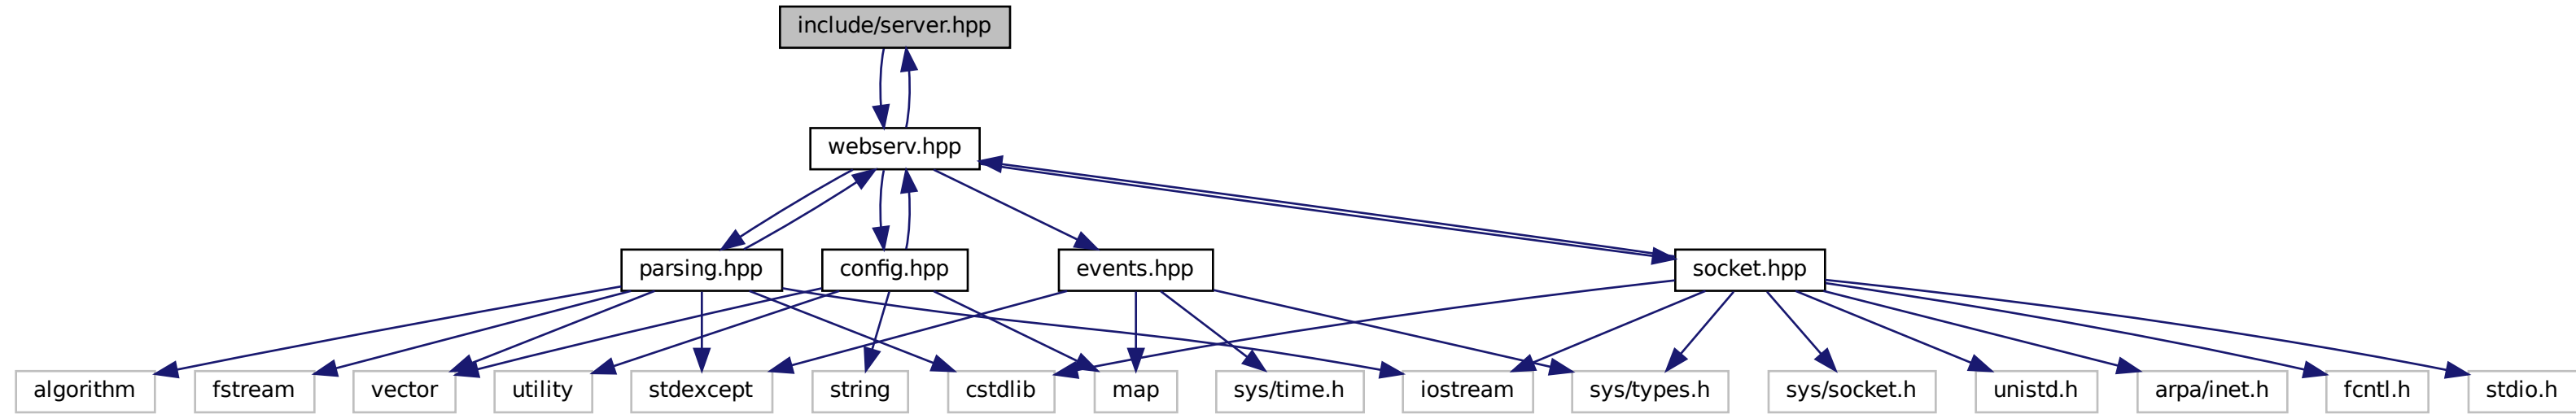 include/server.hpp
webserv.hpp
parsing.hpp
config.hpp
events.hpp
socket.hpp
algorithm
fstream
vector
utility
stdexcept
string
cstdlib
map
sys/time.h
iostream
sys/types.h
sys/socket.h
unistd.h
arpa/inet.h
fcntl.h
stdio.h